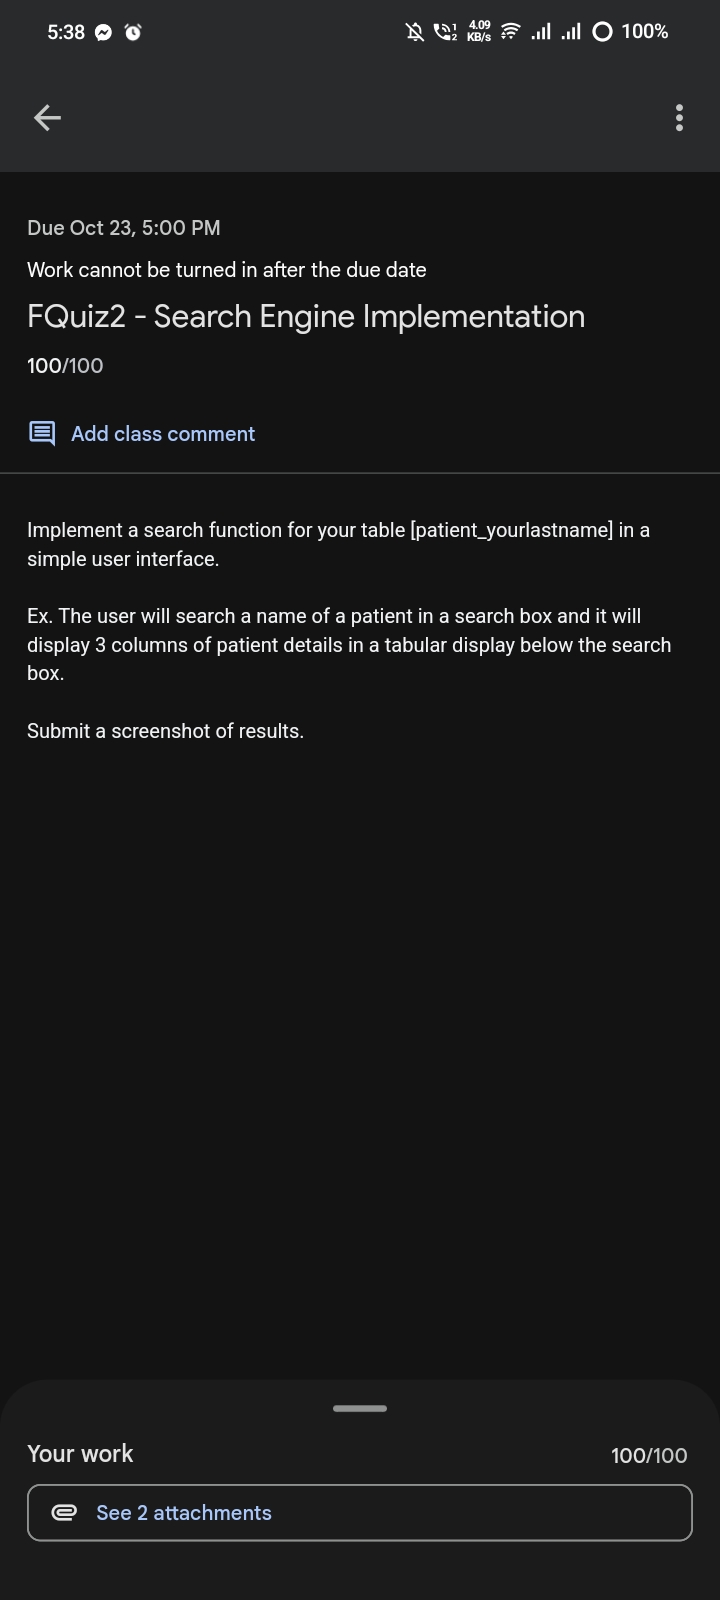 5:38
4.09
KB/s
100%
Due Oct 23, 5:00 PM
Work cannot be turned in after the due date
FQuiz2 - Search Engine Implementation
100/100
Add class comment
Implement a search function for your table [patient_yourlastname] in a
simple user interface.
Ex. The user will search a name of a patient in a search box and it will
display 3 columns of patient details in a tabular display below the search
box.
Submit a screenshot of results.
Your work
100/100
See 2 attachments